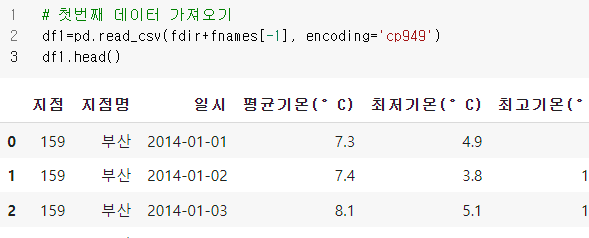 1 # 첫번째 데이터 가져오기
2 df1=pd.read_csv(fdir+fnames[-1], encoding='cp949')
3 df1.head()
지점 지점명 일시 평균기온(°C) 최저기온(°C) 최고기온(°
0 159 부산 2014-01-01 7.3 4.9
1 159 부산 2014-01-02 7.4 3.8 1
2 159 부산 2014-01-03 8.1 5.1 1